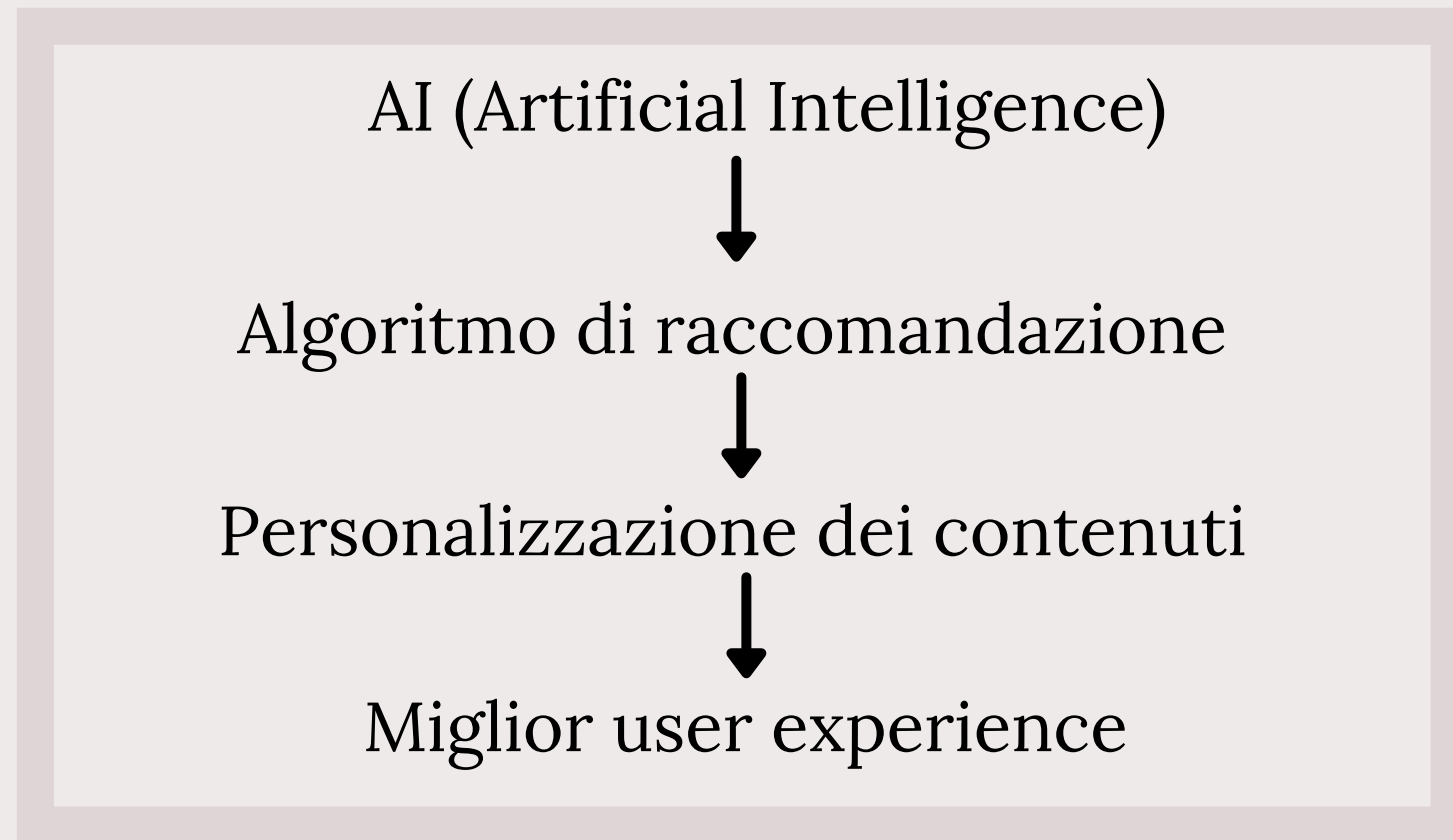 AI (Artificial Intelligence)
Algoritmo di raccomandazione
Personalizzazione dei contenuti
Miglior user experience